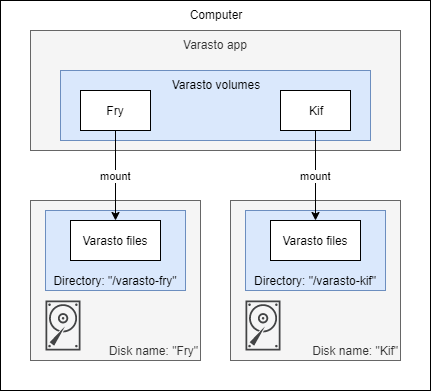 Computer
Varasto app
Varasto volumes
Fry
Kif
mount
mount
Varasto files
Varasto files
Directory: "/varasto-fry"
Directory: "/varasto-kif"
Disk name: "Fry"
Disk name: "Kif"